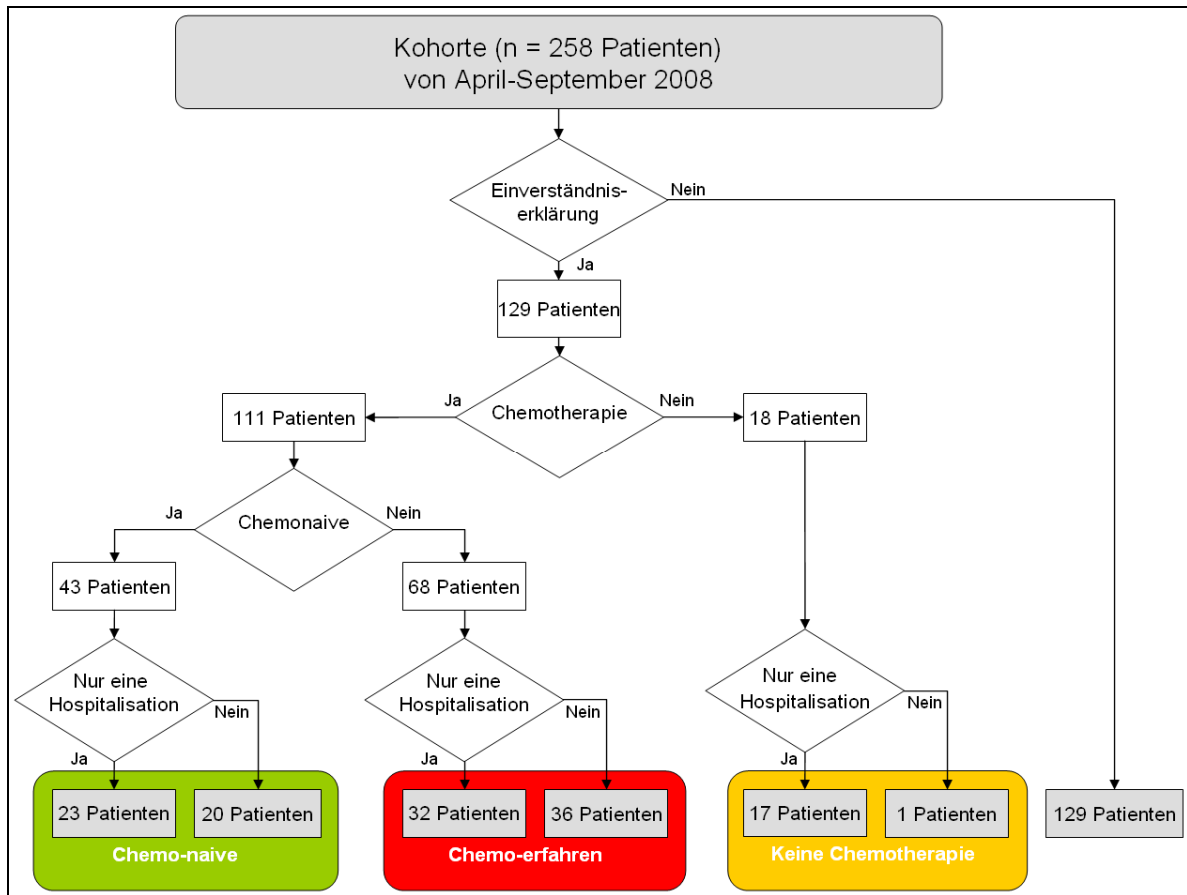 Kohorte (n = 258 Patienten)
von April-September 2008
Einverständnis-
erklärung
Nein
Ja
129 Patienten
Chemotherapie
Ja
Nein
111 Patienten
18 Patienten
Chemonaive
Ja
Nein
43 Patienten
68 Patienten
Nur eine
Hospitalisation
Nein
Ja
Nur eine
Hospitalisation
Nein
Ja
Nur eine
Hospitalisation
Nein
Ja
23 Patienten
20 Patienten
Chemo-naive
32 Patienten
36 Patienten
Chemo-erfahren
17 Patienten
1 Patienten
Keine Chemotherapie
129 Patienten